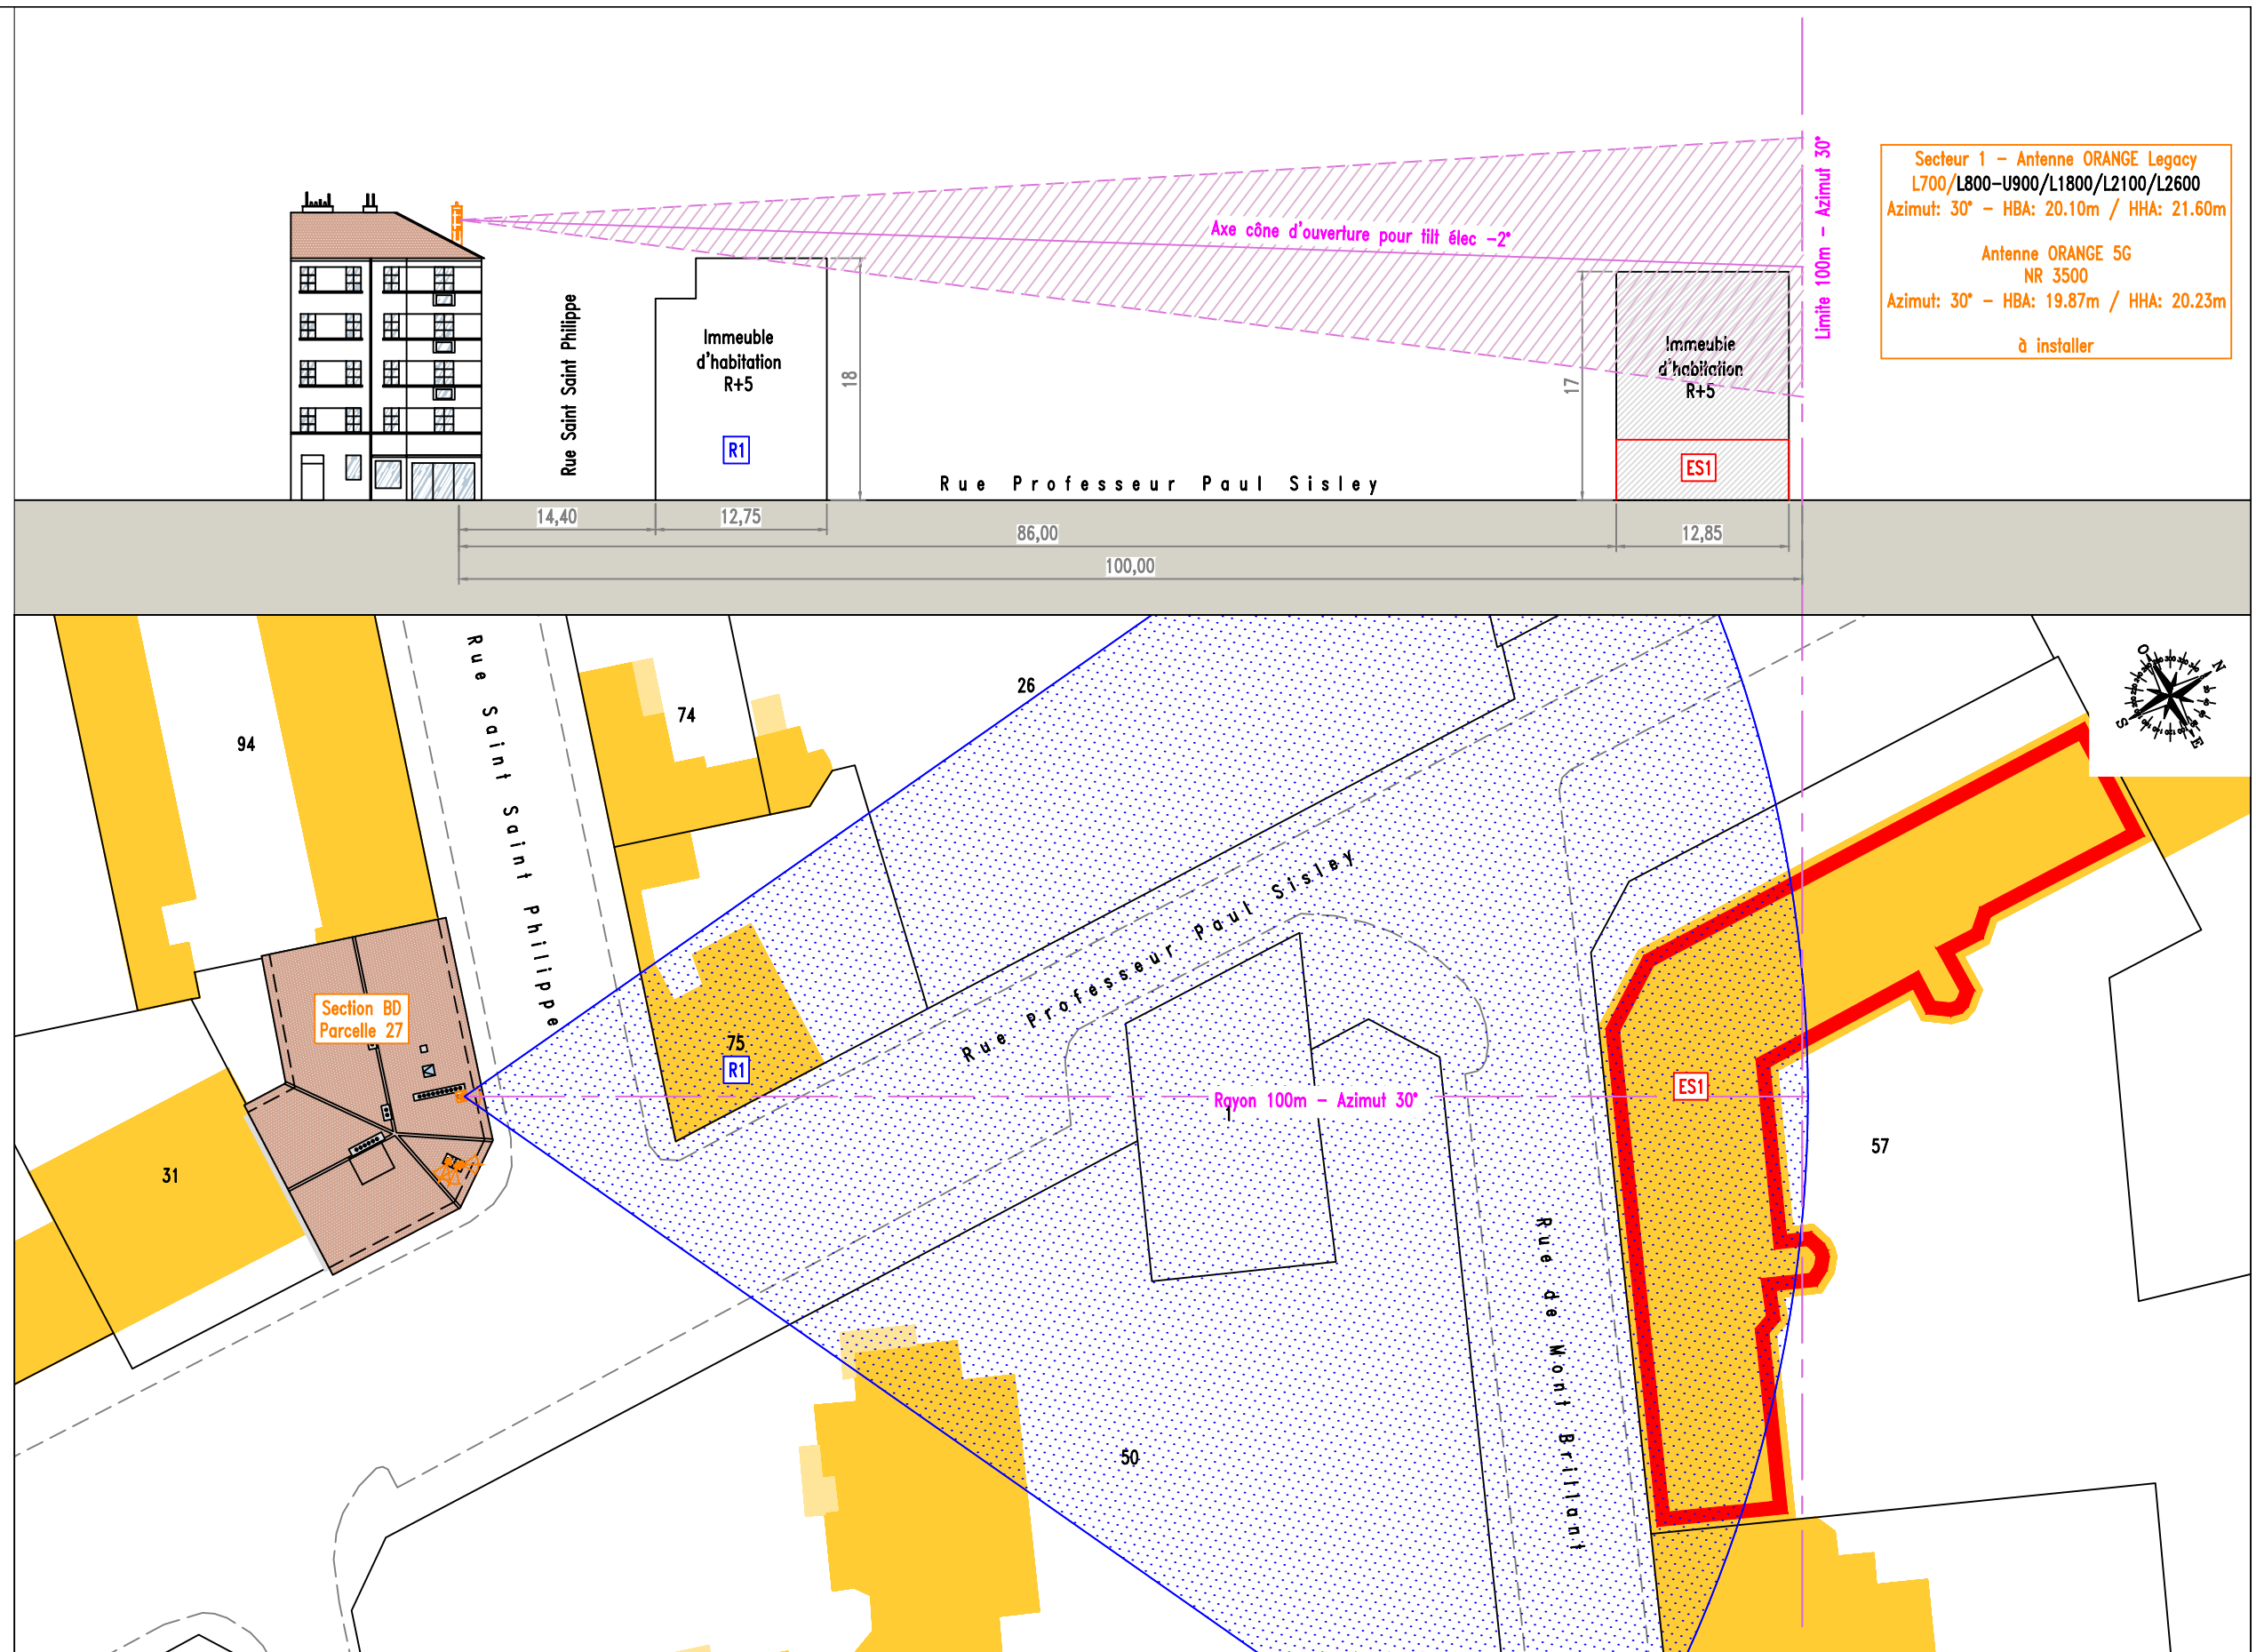 Secteur 1 - Antenne ORANGE Legacy
L700/L800-U900/L1800/L2100/L2600
Azimut: 30° - HBA: 20.10m / HHA: 21.60m
Antenne ORANGE 5G
NR 3500
Azimut: 30° - HBA: 19.87m / HHA: 20.23m
à installer
Limite 100m - Azimut 30°
Axe cône d'ouverture pour tilt élec -2°
Rue Saint Saint Philippe
Immeuble
d'habitation
R+5
R1
18
Rue Professeur Paul Sisley
17
Immeuble
d'habitation
R+5
ES1
14,40
12,75
86,00
12,85
100,00
Rue Saint Saint Philippe
94
74
26
N
O
S
E
Section BD
Parcelle 27
75
R1
Rue Professeur Paul Sisley
Rayon 100m - Azimut 30°
1
ES1
57
31
50
Rue de Mont Brillant